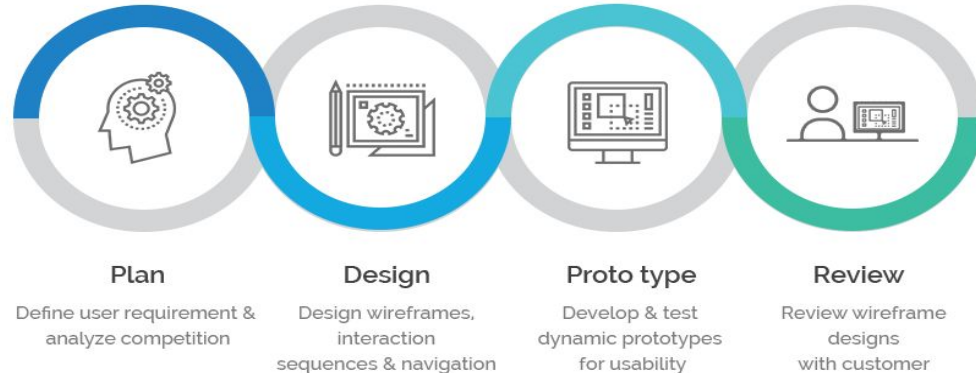 Plan
Define user requirement &
analyze competition
Design
Design wireframes,
interaction
sequences & navigation
Proto type
Develop & test
dynamic prototypes
for usability
Review
Review wireframe
designs
with customer